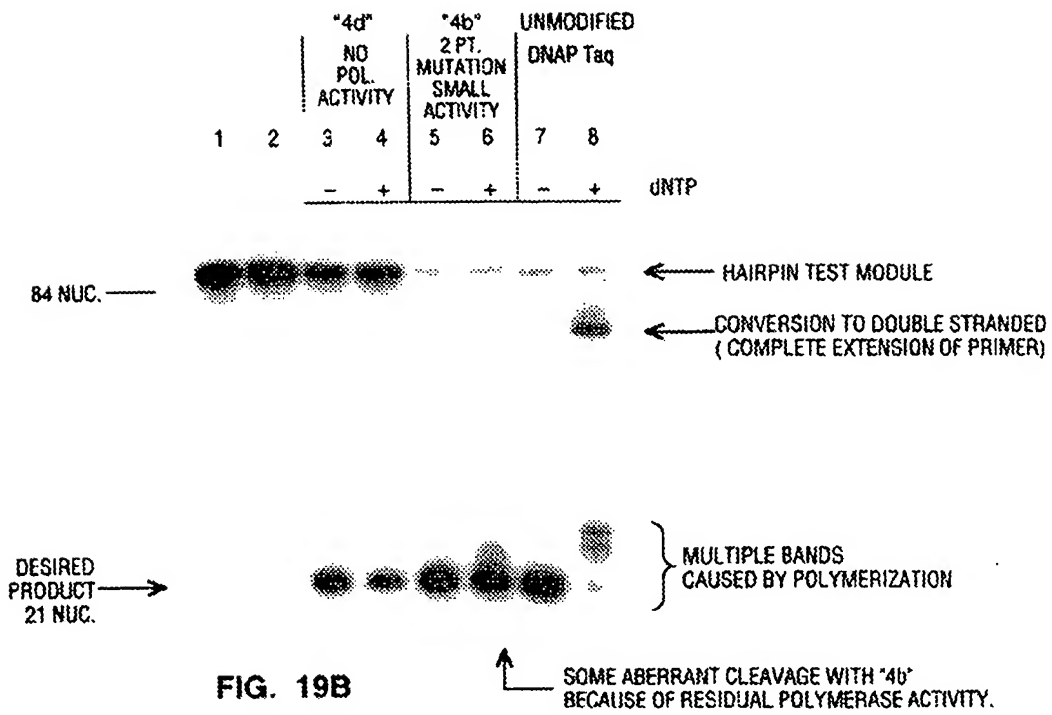 "4d"
NO
POL.
ACTIVITY
"4b"
2 PT.
MUTATION
SMALL
ACTIVITY
UNMODIFIED
DNAP Taq
1 2 3 4 5 6 7 8
– + – + – + dNTP
84 NUC.
HAIRPIN TEST MODULE
CONVERSION TO DOUBLE STRANDED
( COMPLETE EXTENSION OF PRIMER)
DESIRED
PRODUCT
21 NUC.
MULTIPLE BANDS
CAUSED BY POLYMERIZATION
SOME ABERRANT CLEAVAGE WITH "4b"
BECAUSE OF RESIDUAL POLYMERASE ACTIVITY.
FIG. 19B